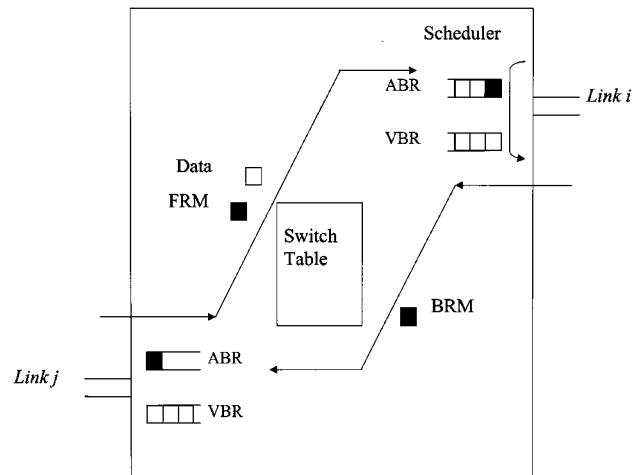 Scheduler
ABR
Link i
VBR
Data
FRM
Switch
Table
BRM
ABR
Link j
VBR